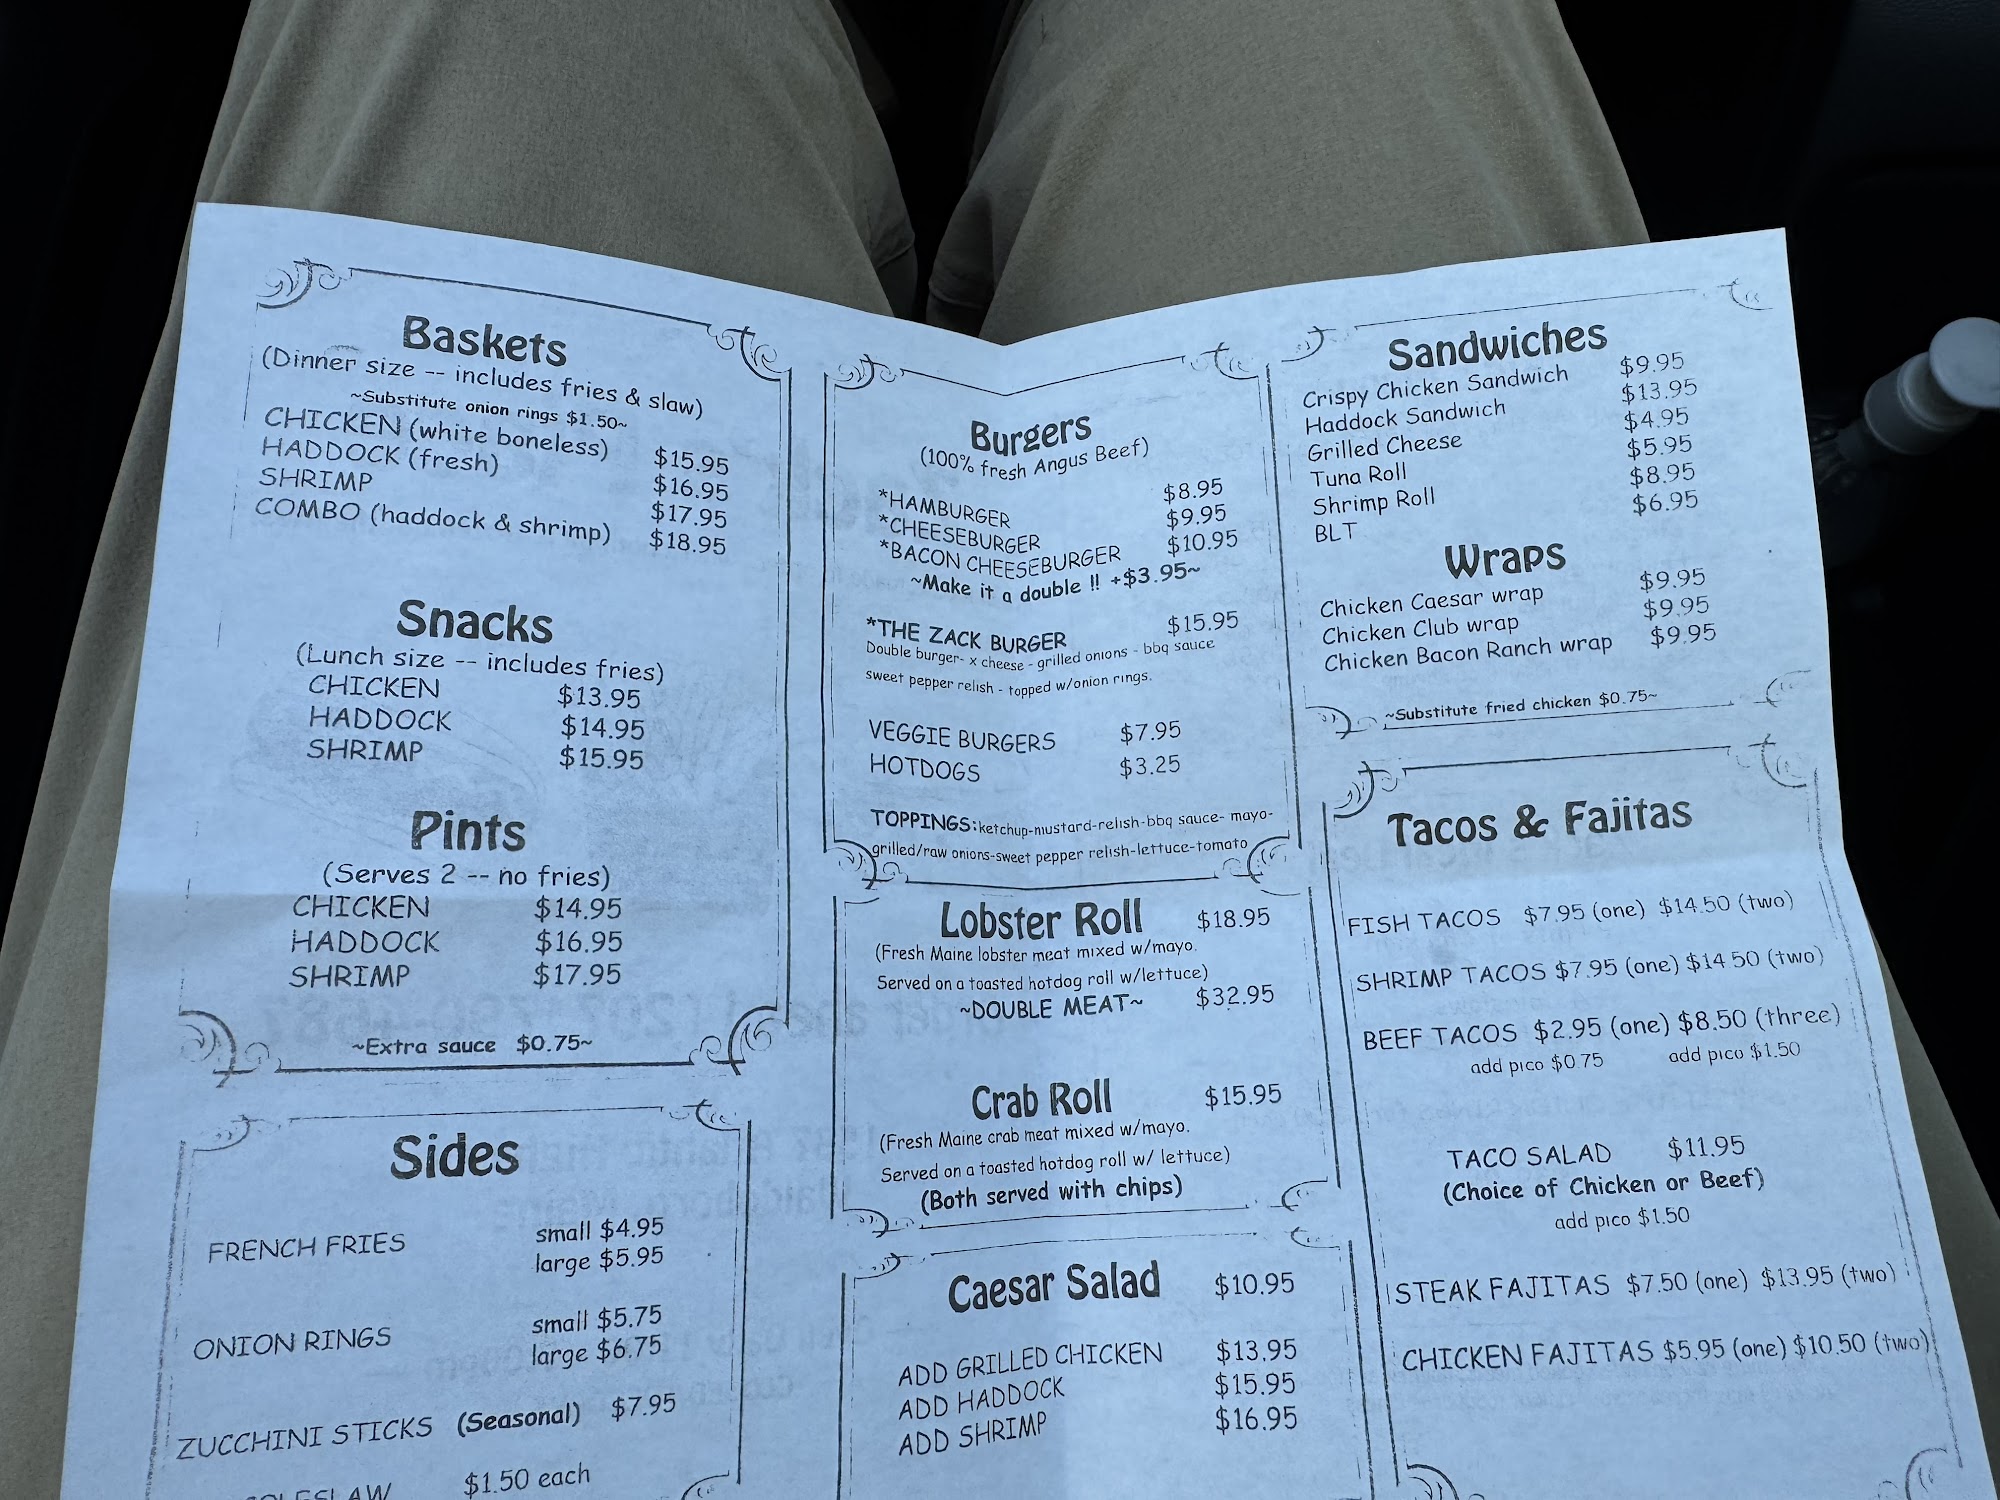 Baskets
(Dinner size -- includes fries & slaw)
~Substitute onion rings $1.50~
CHICKEN (white boneless) $15.95
HADDOCK (fresh) $16.95
SHRIMP $17.95
COMBO (haddock & shrimp) $18.95
Snacks
(Lunch size -- includes fries)
CHICKEN $13.95
HADDOCK $14.95
SHRIMP $15.95
Pints
(Serves 2 -- no fries)
CHICKEN $14.95
HADDOCK $16.95
SHRIMP $17.95
~Extra sauce $0.75~
Sides
FRENCH FRIES small $4.95
large $5.95
ONION RINGS small $5.75
large $6.75
ZUCCHINI STICKS (Seasonal) $7.95
$1.50 each
Burgers
(100% fresh Angus Beef)
*HAMBURGER $8.95
*CHEESEBURGER $9.95
*BACON CHEESEBURGER $10.95
~Make it a double !! +$3.95~
*THE ZACK BURGER $15.95
Double burger- x cheese - grilled onions - bbq sauce
sweet pepper relish - topped w/onion rings.
VEGGIE BURGERS $7.95
HOTDOGS $3.25
TOPPINGS:ketchup-mustard-relish-bbq sauce- mayo-
grilled/raw onions-sweet pepper relish-lettuce-tomato
Lobster Roll $18.95
(Fresh Maine lobster meat mixed w/mayo.
Served on a toasted hotdog roll w/lettuce)
~DOUBLE MEAT~ $32.95
Crab Roll $15.95
(Fresh Maine crab meat mixed w/mayo.
Served on a toasted hotdog roll w/ lettuce)
(Both served with chips)
Caesar Salad $10.95
ADD GRILLED CHICKEN $13.95
ADD HADDOCK $15.95
ADD SHRIMP $16.95
Sandwiches
Crispy Chicken Sandwich $9.95
Haddock Sandwich $13.95
Grilled Cheese $4.95
Tuna Roll $5.95
Shrimp Roll $8.95
BLT $6.95
Wraps
Chicken Caesar wrap $9.95
Chicken Club wrap $9.95
Chicken Bacon Ranch wrap $9.95
~Substitute fried chicken $0.75~
Tacos & Fajitas
FISH TACOS $7.95 (one) $14.50 (two)
SHRIMP TACOS $7.95 (one) $14 50 (two)
BEEF TACOS $2.95 (one) $8.50 (three)
add pico $0 75 add pico $1.50
TACO SALAD $11.95
(Choice of Chicken or Beef)
add pico $1.50
STEAK FAJITAS $7.50 (one) $13.95 (two)
CHICKEN FAJITAS $5.95 (one) $10.50 (two)